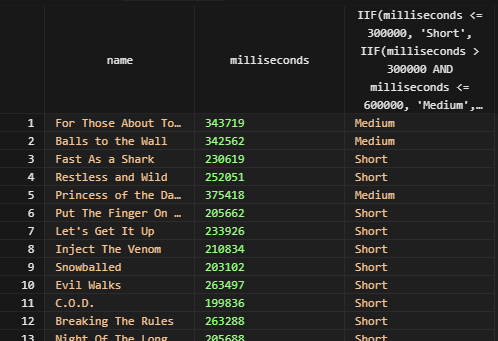 name milliseconds IIF(milliseconds <=
300000, 'Short',
IIF(milliseconds >
300000 AND
milliseconds <=
600000, 'Medium',…
1 For Those About To… 343719 Medium
2 Balls to the Wall 342562 Medium
3 Fast As a Shark 230619 Short
4 Restless and Wild 252051 Short
5 Princess of the Da… 375418 Medium
6 Put The Finger On … 205662 Short
7 Let's Get It Up 233926 Short
8 Inject The Venom 210834 Short
9 Snowballed 203102 Short
10 Evil Walks 263497 Short
11 C.O.D. 199836 Short
12 Breaking The Rules 263288 Short
13 Night Of The Long 205688 Short